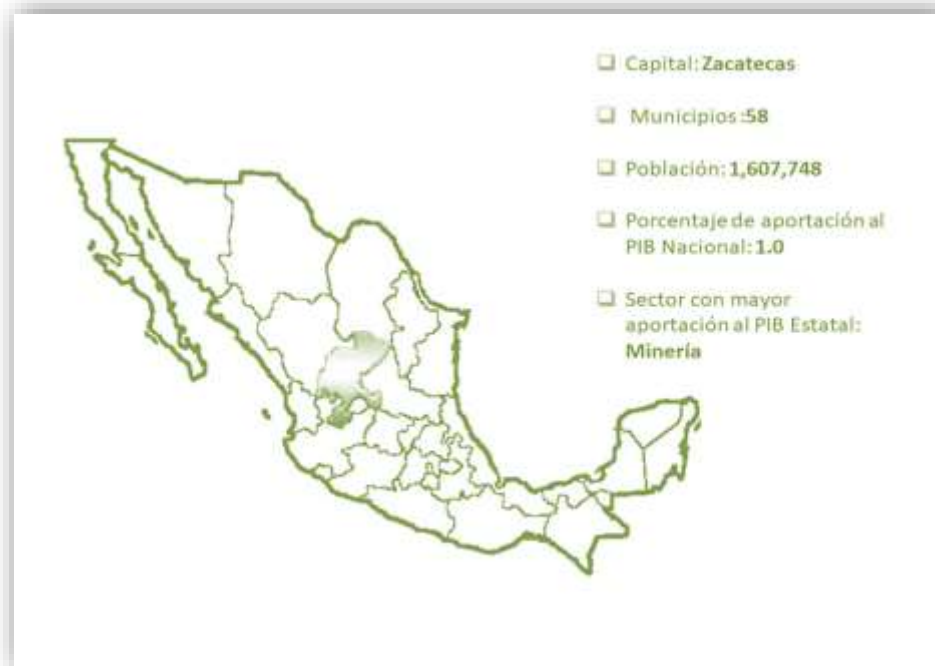 Capital: Zacatecas
Municipios :58
Población: 1,607,748
Porcentaje de aportación al
PIB Nacional: 1.0
Sector con mayor
aportación al PIB Estatal:
Minería